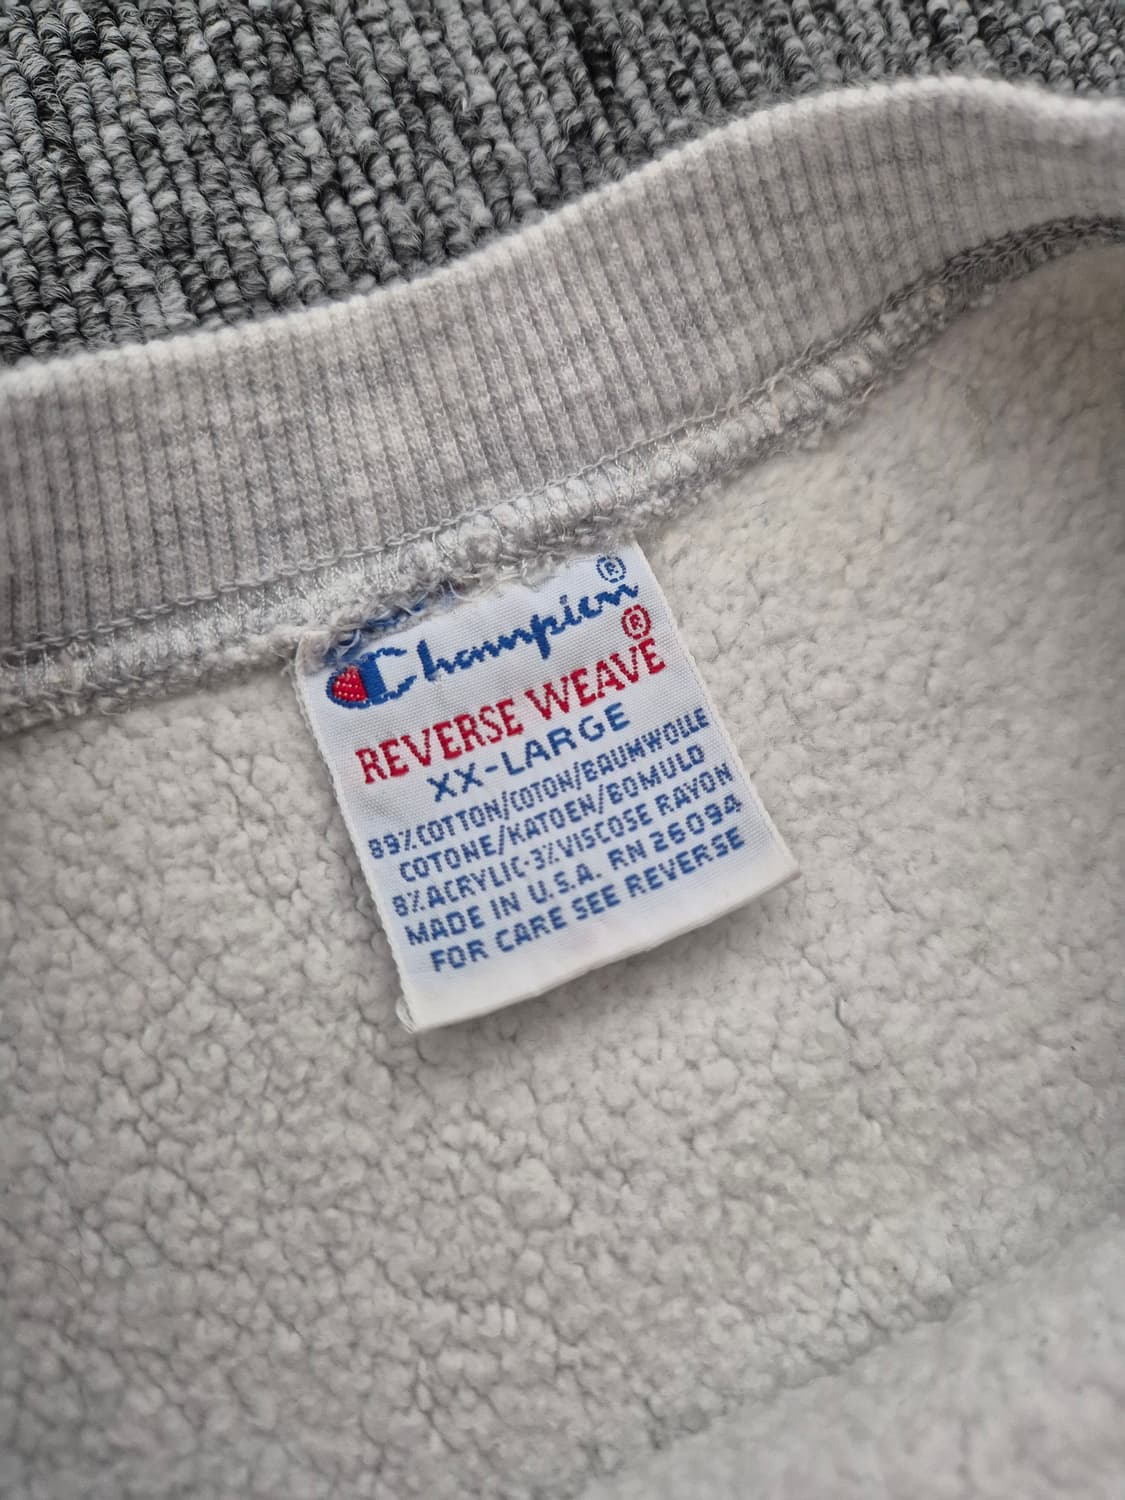 Champion®
REVERSE WEAVE®
XX-LARGE
89% COTTON/COTON/BAUMWOLLE
COTONE/KATOEN/BOMULD
8% ACRYLIC·3% VISCOSE RAYON
MADE IN U.S.A. RN 26094
FOR CARE SEE REVERSE